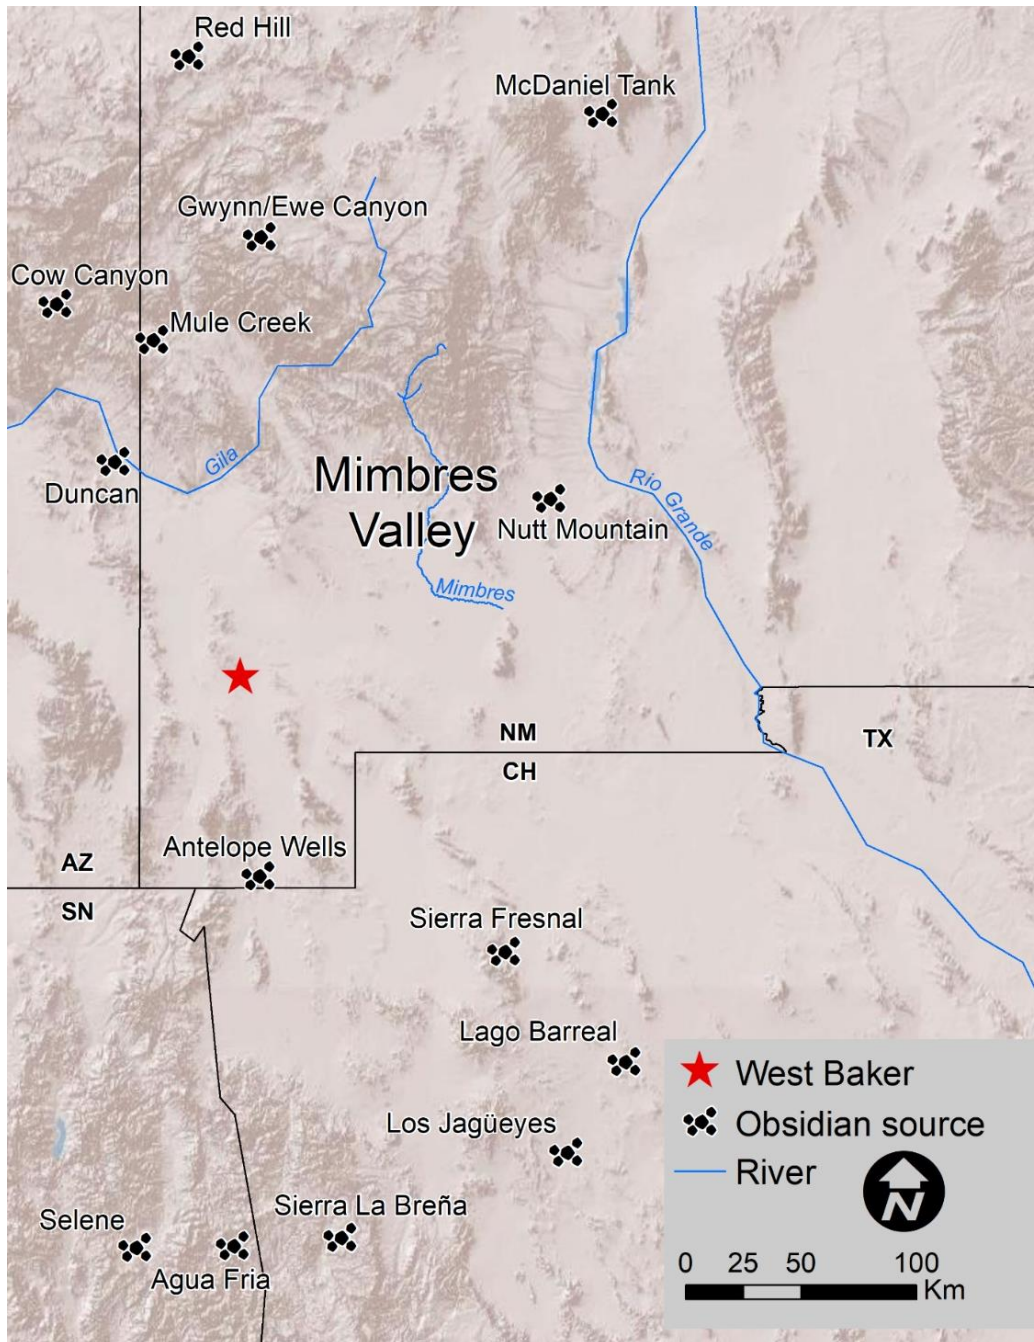 Red Hill
McDaniel Tank
Gwynn/Ewe Canyon
Cow Canyon
Mule Creek
Gila
Duncan
Mimbres
Valley
Rio Grande
Nutt Mountain
Mimbres
NM
TX
CH
Antelope Wells
AZ
SN
Sierra Fresnal
Lago Barreal
Los Jagüeyes
Sierra La Breña
Selene
Agua Fria
West Baker
Obsidian source
River
N
0 25 50 100
Km